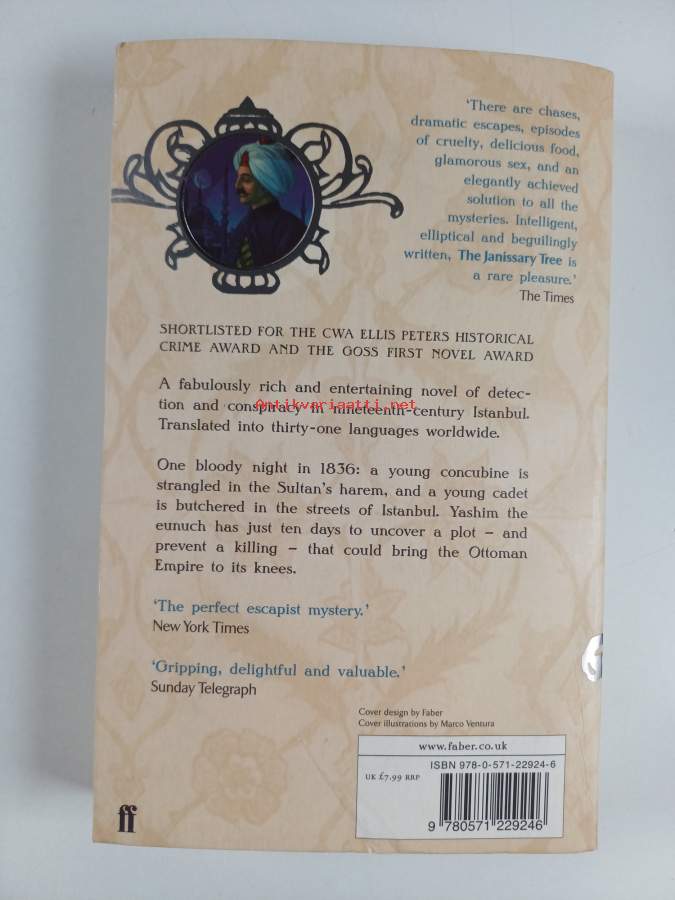 'There are chases,
dramatic escapes, episodes
of cruelty, delicious food,
glamorous sex, and an
elegantly achieved
solution to all the
mysteries. Intelligent,
elliptical and beguilingly
written, The Janissary Tree is
a rare pleasure.'
The Times
SHORTLISTED FOR THE CWA ELLIS PETERS HISTORICAL
CRIME AWARD AND THE GOSS FIRST NOVEL AWARD
A fabulously rich and entertaining novel of detec-
tion and conspiracy in nineteenth-century Istanbul.
Antikvariaatti.net
Translated into thirty-one languages worldwide.
One bloody night in 1836: a young concubine is
strangled in the Sultan's harem, and a young cadet
is butchered in the streets of Istanbul. Yashim the
eunuch has just ten days to uncover a plot – and
prevent a killing – that could bring the Ottoman
Empire to its knees.
'The perfect escapist mystery.'
New York Times
'Gripping, delightful and valuable.'
Sunday Telegraph
Cover design by Faber
Cover illustrations by Marco Ventura
www.faber.co.uk
ISBN 978-0-571-22924-6
UK £7.99 RRP
9 780571 229246
ff